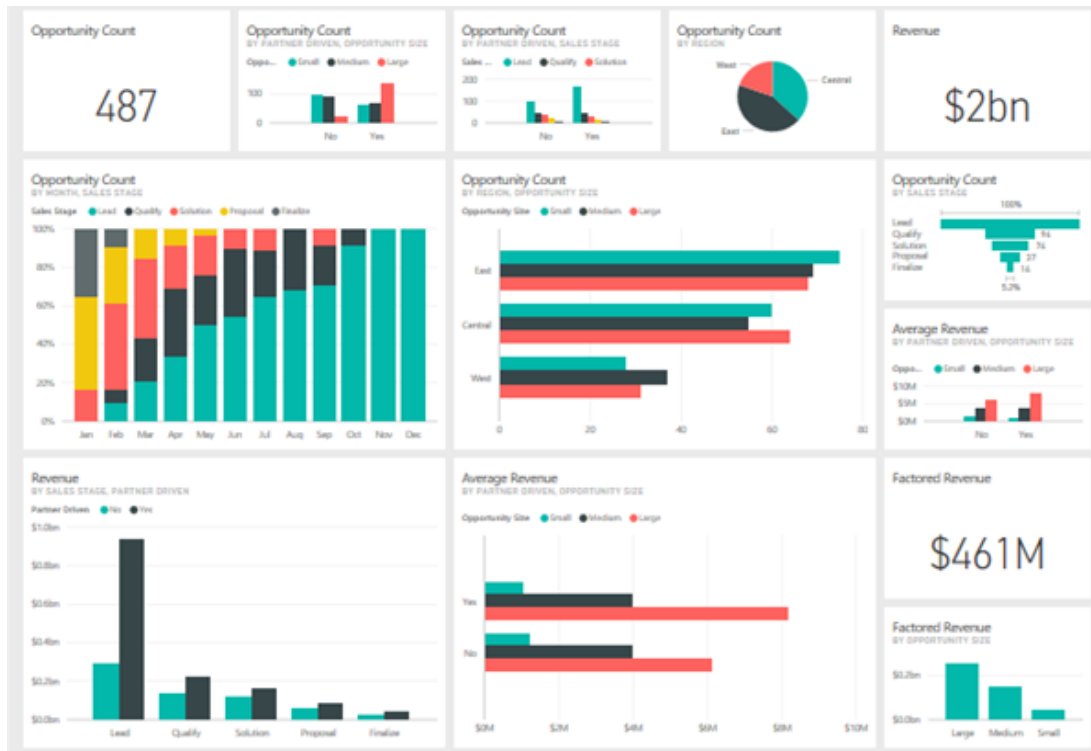 Opportunity Count
487
Opportunity Count
BY PARTNER DRIVEN, OPPORTUNITY SIZE
Oppo... Small Medium Large
100
0
No Yes
Opportunity Count
BY PARTNER DRIVEN, SALES STAGE
Sales ... Lead Qualify Solution
200
100
0
No Yes
Opportunity Count
BY REGION
West
Central
East
Revenue
$2bn
Opportunity Count
BY MONTH, SALES STAGE
Sales Stage Lead Qualify Solution Proposal Finalize
100%
80%
60%
40%
20%
0%
Jan Feb Mar Apr May Jun Jul Aug Sep Oct Nov Dec
Opportunity Count
BY REGION, OPPORTUNITY SIZE
Opportunity Size Small Medium Large
East
Central
West
0 20 40 60 80
Opportunity Count
BY SALES STAGE
100%
Lead
Qualify 94
Solution 74
Proposal 37
Finalize 14
5.2%
Average Revenue
BY PARTNER DRIVEN, OPPORTUNITY SIZE
Oppo... Small Medium Large
$10M
$5M
$0M
No Yes
Revenue
BY SALES STAGE, PARTNER DRIVEN
Partner Driven No Yes
$1.0bn
$0.8bn
$0.6bn
$0.4bn
$0.2bn
$0.0bn
Lead Qualify Solution Proposal Finalize
Average Revenue
BY PARTNER DRIVEN, OPPORTUNITY SIZE
Opportunity Size Small Medium Large
Yes
No
$0M $2M $4M $6M $8M $10M
Factored Revenue
$461M
Factored Revenue
BY OPPORTUNITY SIZE
$0.2bn
$0.0bn
Large Medium Small